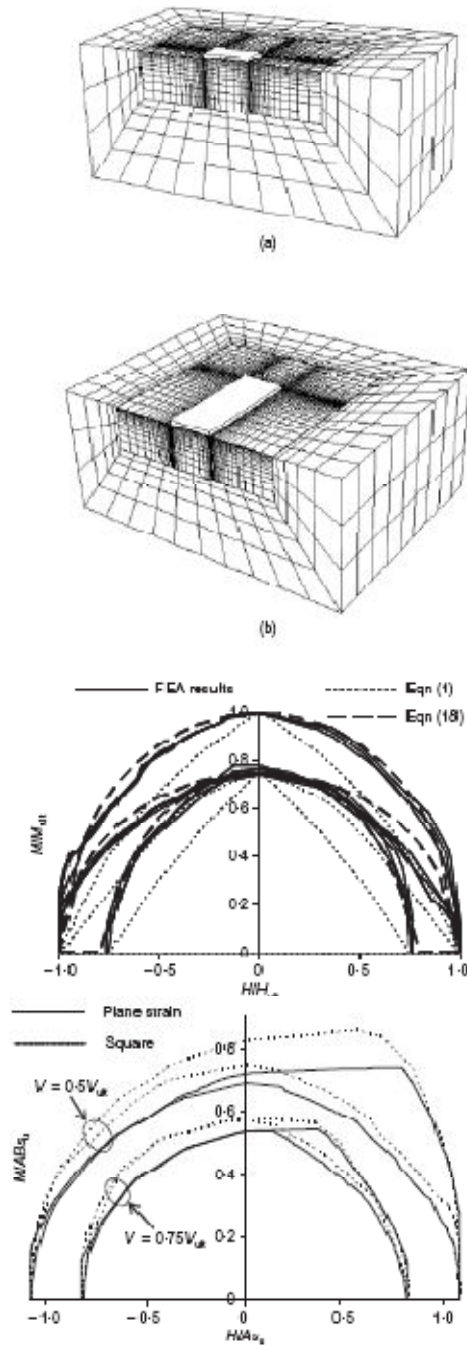 (a)
(b)
FEA results
Eqn (1)
Eqn (18)
1·0
0·8
0·6
0·4
0·2
0
M/M
-1·0
-0·5
0
0·5
1·0
Plane strain
Square
0·8
V = 0·5V
0·6
M/ABs
0·4
V = 0·75V
0·2
0
-1·0
-0·5
0
0·5
1·0
H/As